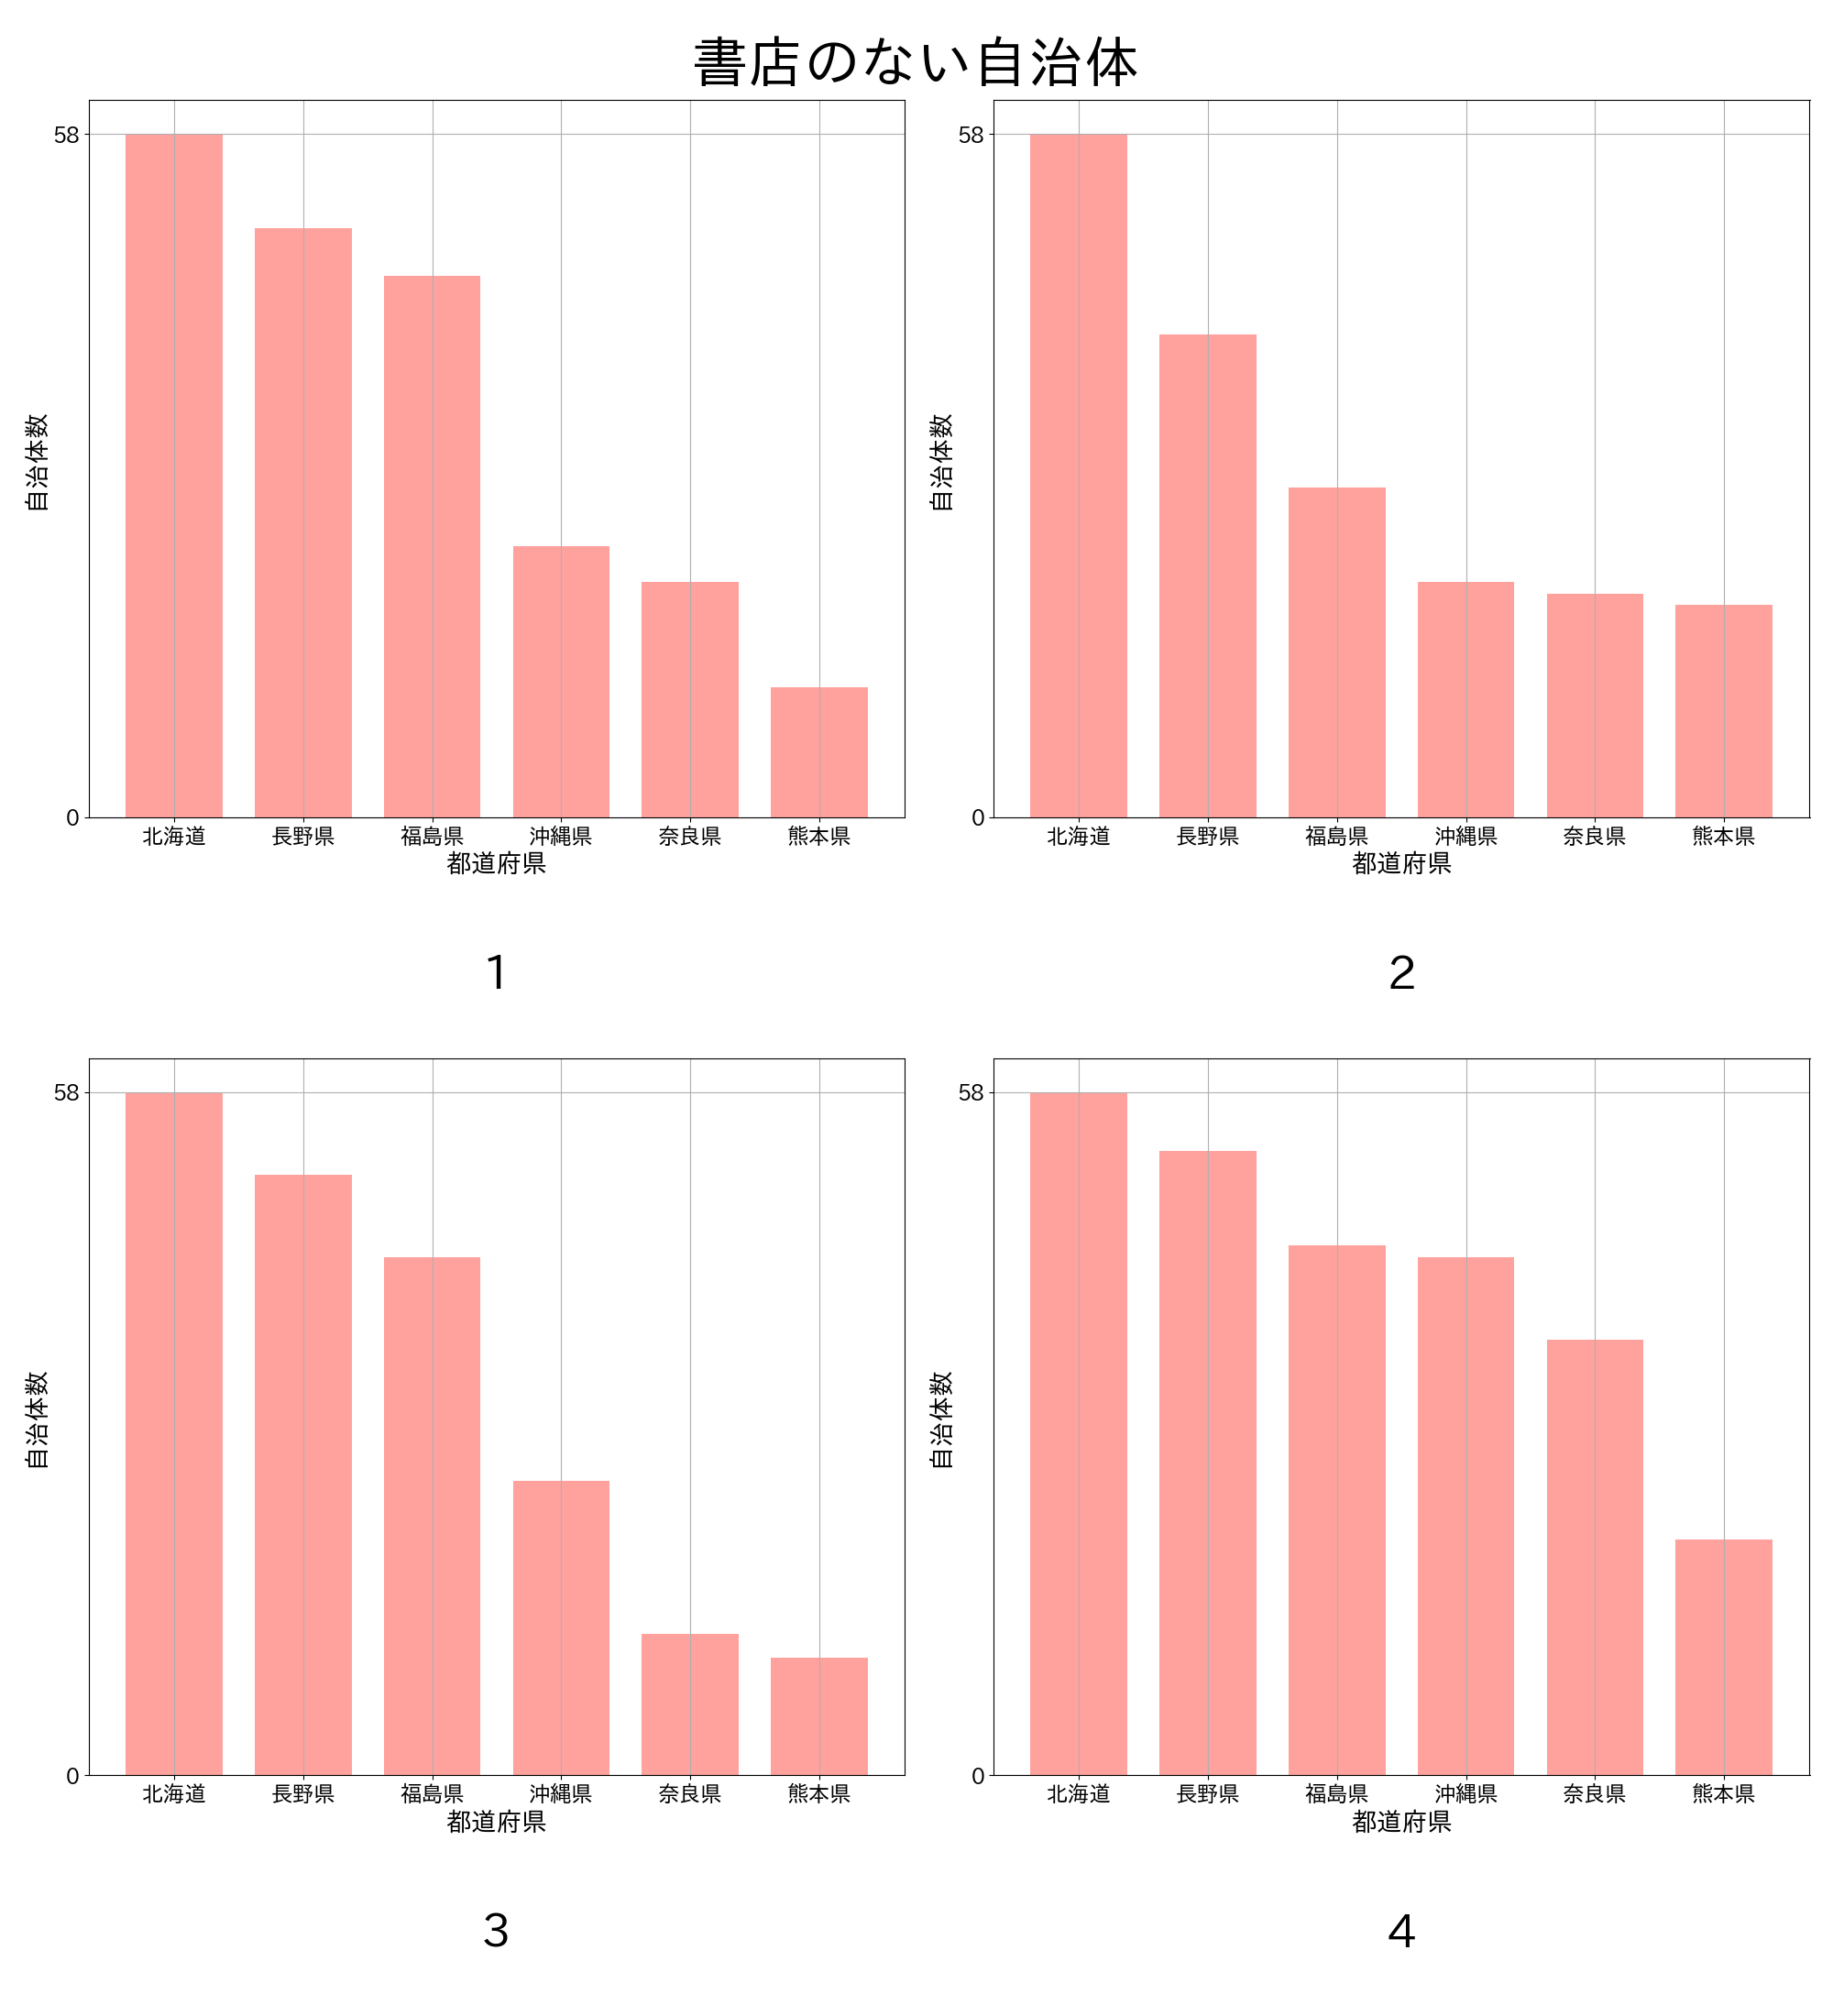 書店のない自治体
58
0
自治体数
北海道 長野県 福島県 沖縄県 奈良県 熊本県
都道府県
1
58
0
自治体数
北海道 長野県 福島県 沖縄県 奈良県 熊本県
都道府県
2
58
0
自治体数
北海道 長野県 福島県 沖縄県 奈良県 熊本県
都道府県
3
58
0
自治体数
北海道 長野県 福島県 沖縄県 奈良県 熊本県
都道府県
4